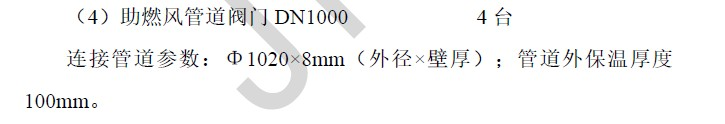 （4）助燃风管道阀门 DN1000 4 台
连接管道参数：Φ1020×8mm（外径×壁厚）；管道外保温厚度
100mm。